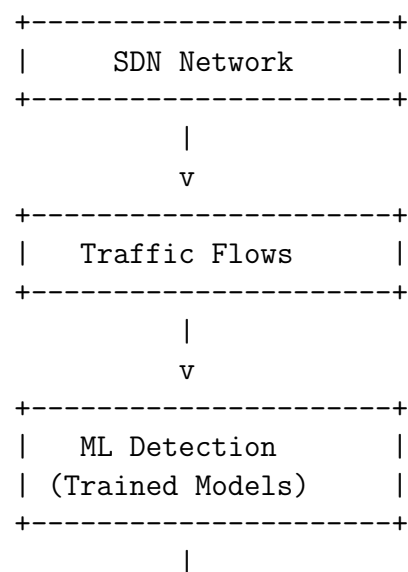 +----------------------+
|     SDN Network      |
+----------------------+
          |
          v
+----------------------+
|   Traffic Flows      |
+----------------------+
          |
          v
+----------------------+
|   ML Detection       |
| (Trained Models)     |
+----------------------+
          |